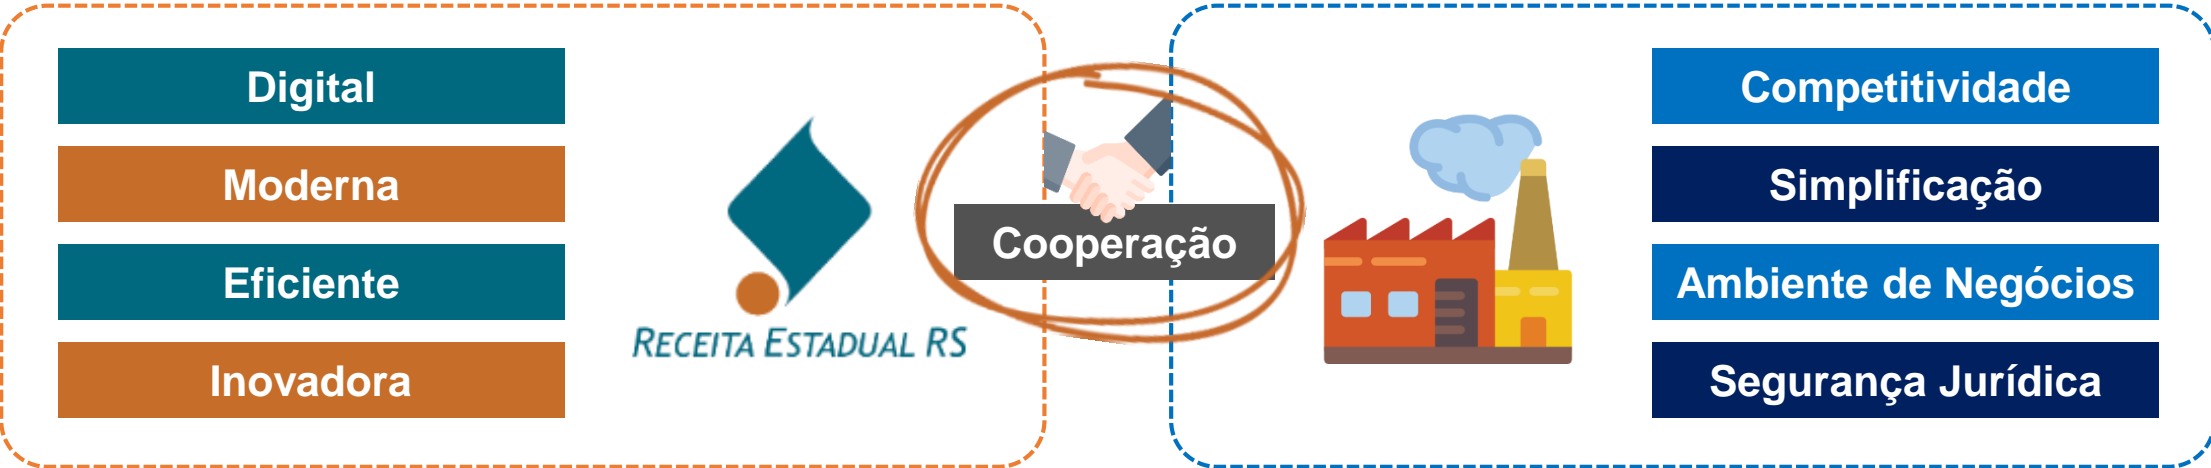 Digital
Moderna
Eficiente
Inovadora
RECEITA ESTADUAL RS
Cooperação
Competitividade
Simplificação
Ambiente de Negócios
Segurança Jurídica